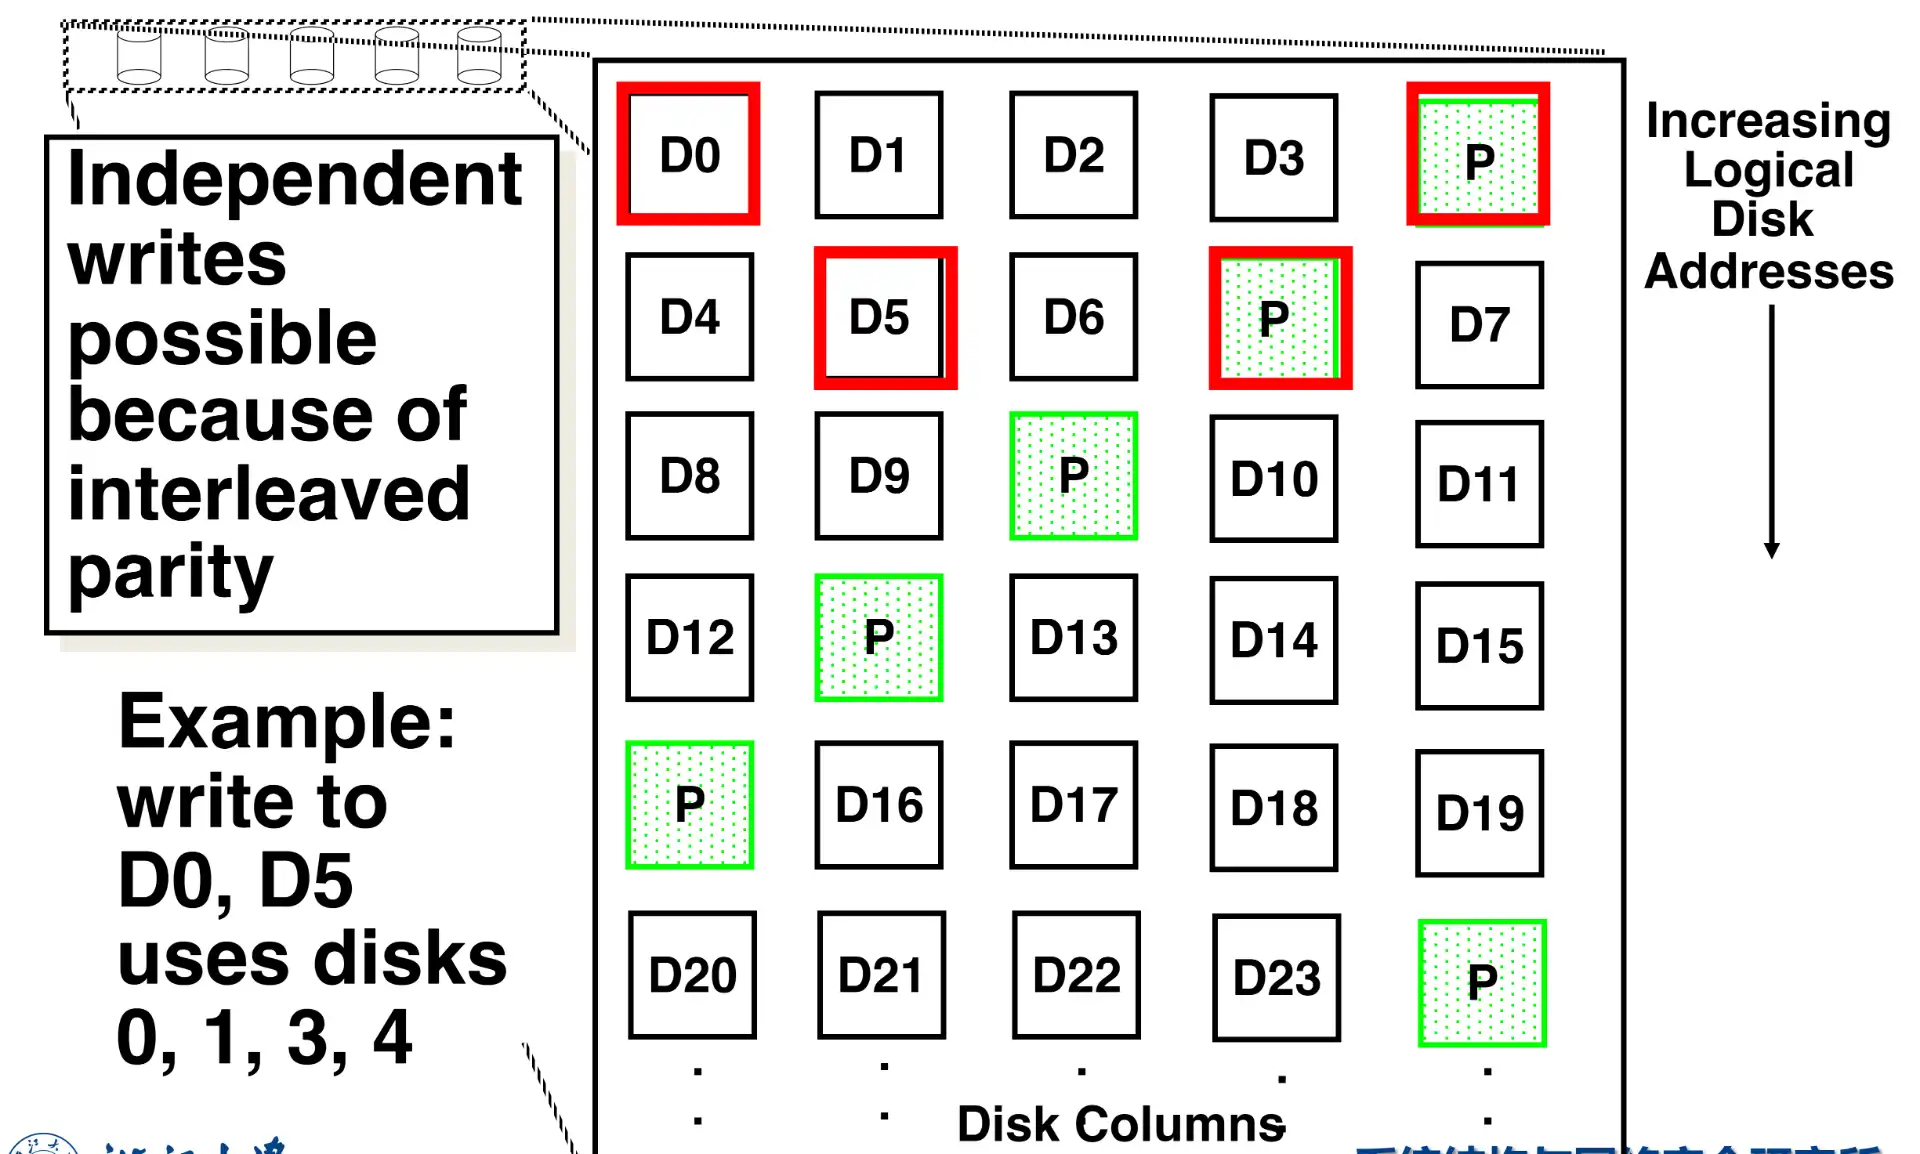 Independent
writes
possible
because of
interleaved
parity
Example:
write to
D0, D5
uses disks
0, 1, 3, 4
D0 D1 D2 D3 P
D4 D5 D6 P D7
D8 D9 P D10 D11
D12 P D13 D14 D15
P D16 D17 D18 D19
D20 D21 D22 D23 P
Disk Columns
Increasing
Logical
Disk
Addresses